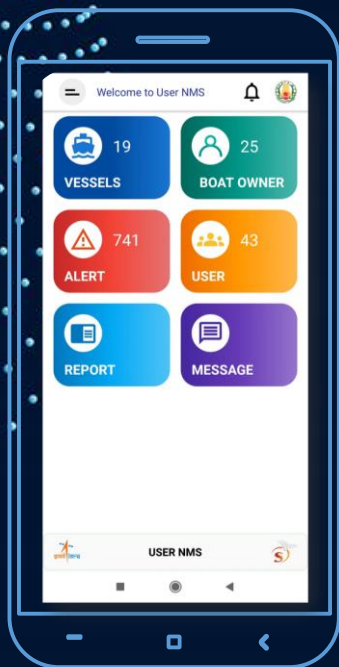 Welcome to User NMS
19
VESSELS
25
BOAT OWNER
741
ALERT
43
USER
REPORT
MESSAGE
USER NMS